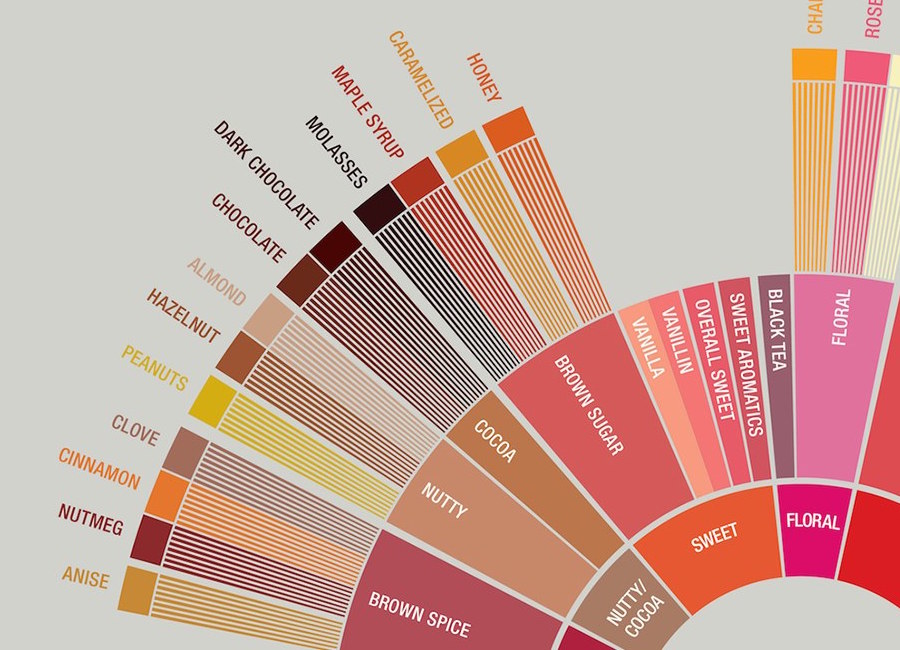 HONEY
CARAMELIZED
MAPLE SYRUP
MOLASSES
DARK CHOCOLATE
CHOCOLATE
ALMOND
HAZELNUT
PEANUTS
CLOVE
CINNAMON
NUTMEG
ANISE
ROSE
VANILLA
VANILLIN
OVERALL SWEET
SWEET AROMATICS
BLACK TEA
FLORAL
BROWN SUGAR
COCOA
NUTTY
BROWN SPICE
SWEET
FLORAL
NUTTY/
COCOA